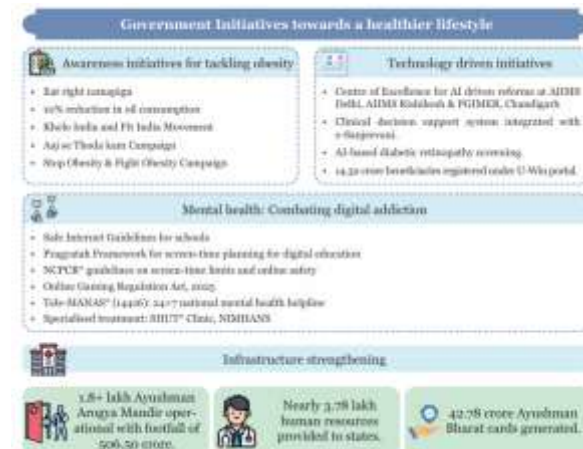 Government Initiatives towards a healthier lifestyle
Awareness initiatives for tackling obesity
Eat right campaign
10% reduction in oil consumption
Khelo India and Fit India Movement
Aaj se Thoda kam Campaign
Stop Obesity & Fight Obesity Campaign
Technology driven initiatives
Centre of Excellence for AI driven reforms at AIIMS
Delhi, AIIMS Rishikesh & PGIMER, Chandigarh
Clinical decision support system integrated with
e-Sanjeevani.
AI-based diabetic retinopathy screening.
beneficiaries registered under U-Win portal.
Mental health: Combating digital addiction
Safe Internet Guidelines for schools
Pragyatah Framework for screen-time planning for digital education
NCPCR* guidelines on screen-time limits and online safety
Online Gaming Regulation Act, 2025
Tele-MANAS* (14416): 24×7 national mental health helpline
Specialised treatment: SHUT* Clinic, NIMHANS
Infrastructure strengthening
1.8+ lakh Ayushman
Arogya Mandir oper-
ational with footfall of
506.50 crore.
Nearly 3.78 lakh
human resources
provided to states.
42.78 crore Ayushman
Bharat cards generated.